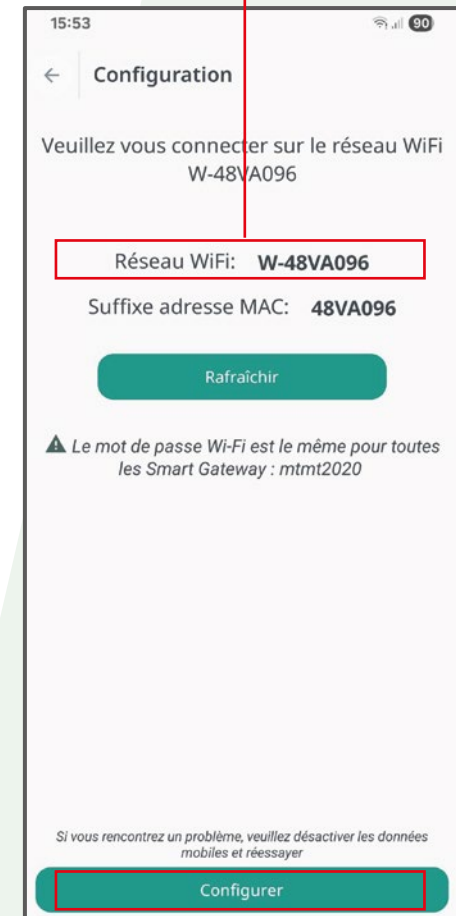 15:53 90
← Configuration
Veuillez vous connecter sur le réseau WiFi
W-48VA096
Réseau WiFi: W-48VA096
Suffixe adresse MAC: 48VA096
Rafraîchir
Le mot de passe Wi-Fi est le même pour toutes
les Smart Gateway : mtmt2020
Si vous rencontrez un problème, veuillez désactiver les données
mobiles et réessayer
Configurer